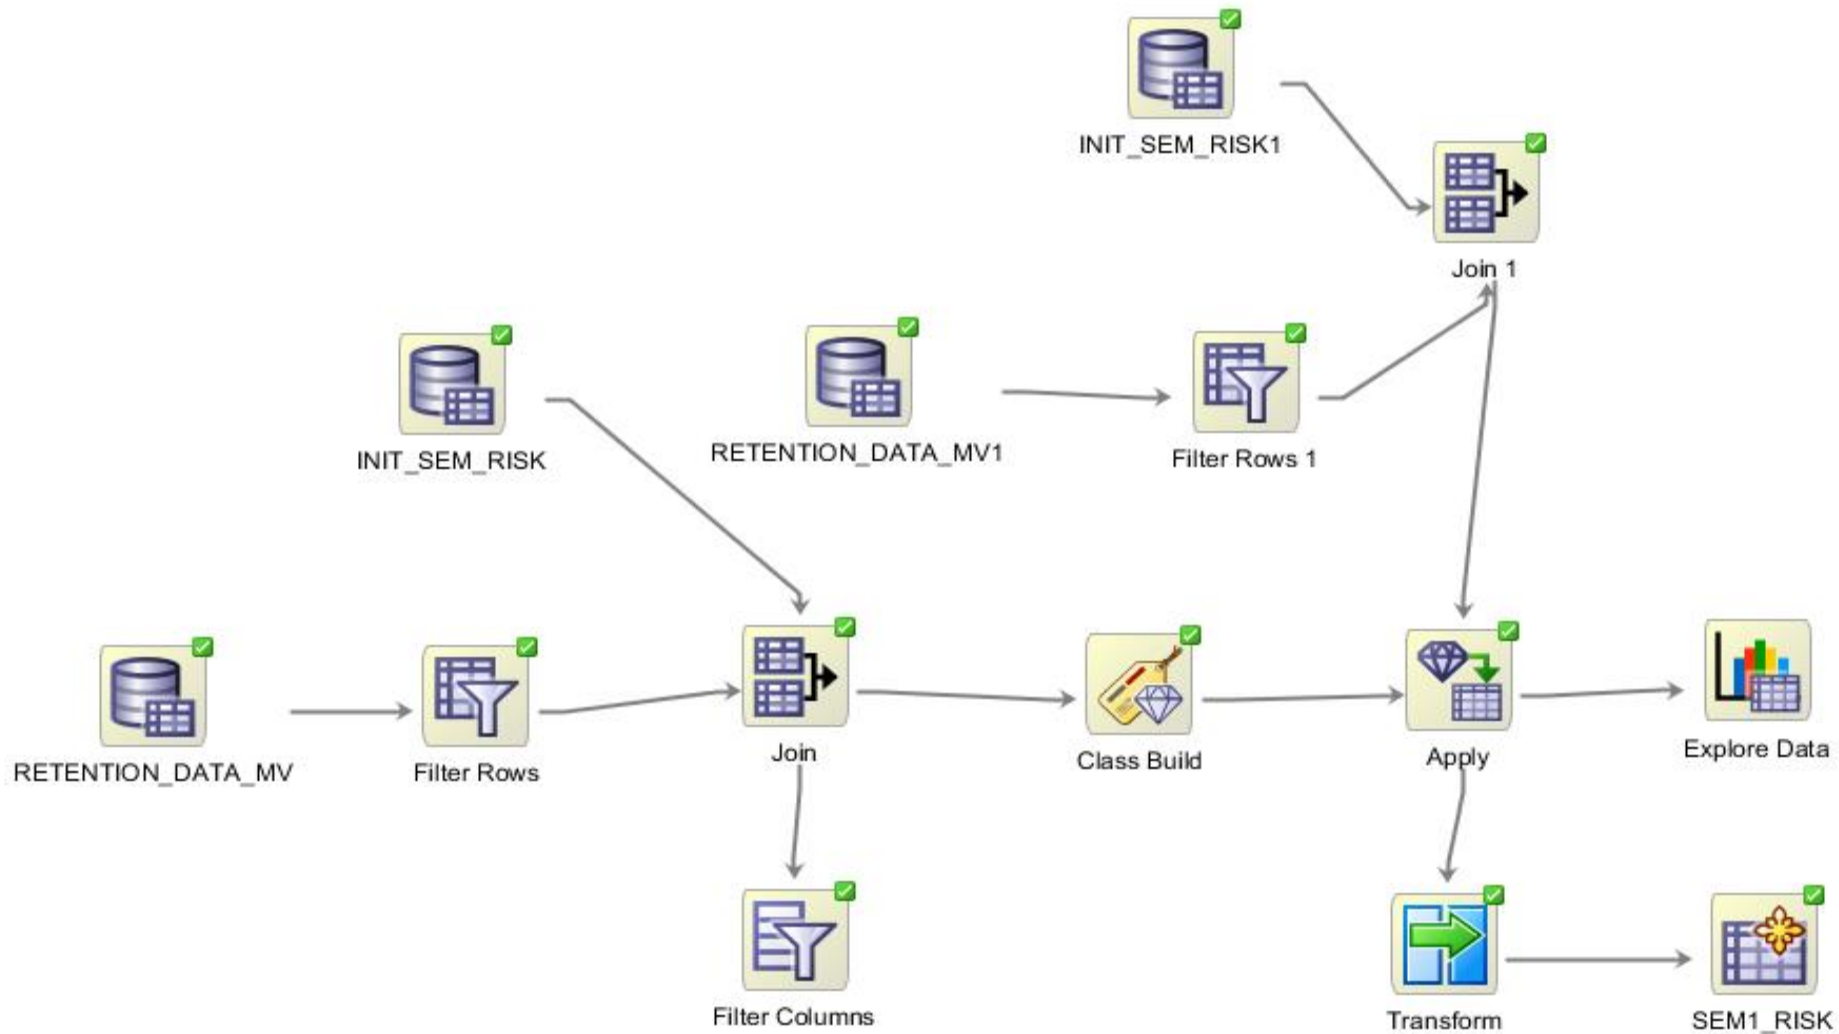 INIT_SEM_RISK1
Join 1
INIT_SEM_RISK
RETENTION_DATA_MV1
Filter Rows 1
RETENTION_DATA_MV
Filter Rows
Join
Class Build
Apply
Explore Data
Filter Columns
Transform
SEM1_RISK